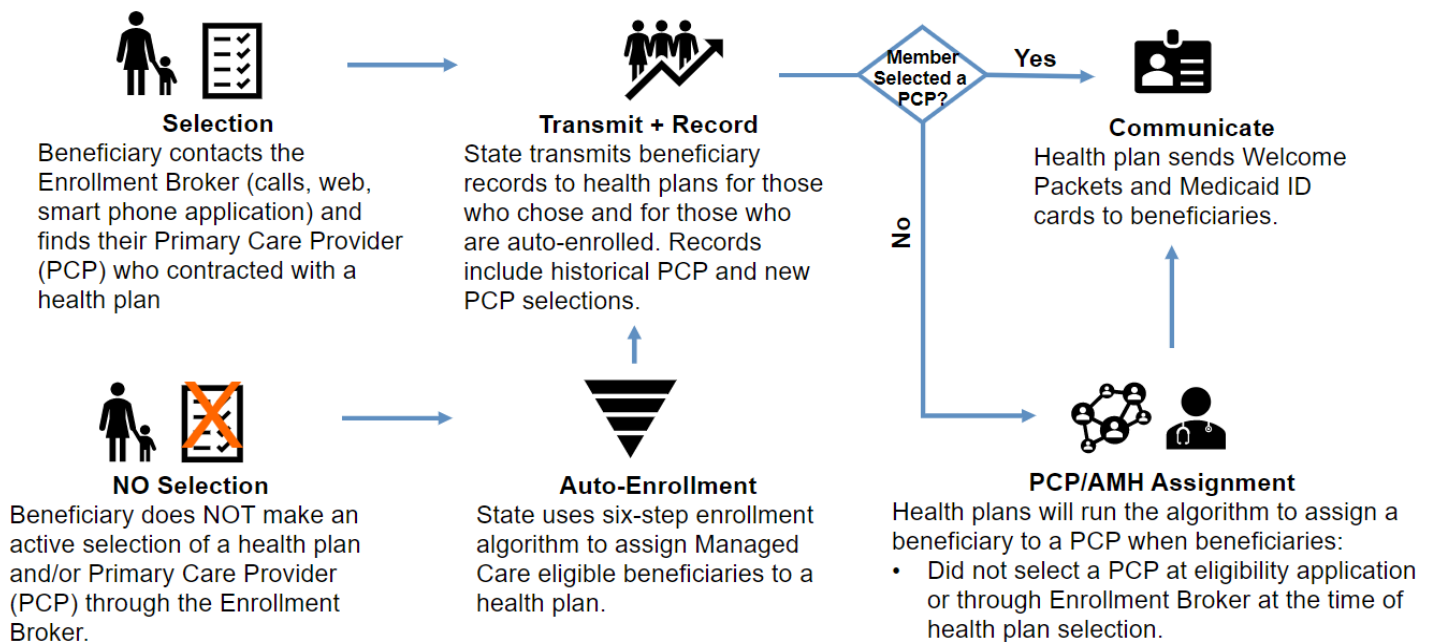 Selection
Beneficiary contacts the
Enrollment Broker (calls, web,
smart phone application) and
finds their Primary Care Provider
(PCP) who contracted with a
health plan
Transmit + Record
State transmits beneficiary
records to health plans for those
who chose and for those who
are auto-enrolled. Records
include historical PCP and new
PCP selections.
Member
Selected a
PCP?
Yes
No
Communicate
Health plan sends Welcome
Packets and Medicaid ID
cards to beneficiaries.
NO Selection
Beneficiary does NOT make an
active selection of a health plan
and/or Primary Care Provider
(PCP) through the Enrollment
Broker.
Auto-Enrollment
State uses six-step enrollment
algorithm to assign Managed
Care eligible beneficiaries to a
health plan.
PCP/AMH Assignment
Health plans will run the algorithm to assign a
beneficiary to a PCP when beneficiaries:
• Did not select a PCP at eligibility application
or through Enrollment Broker at the time of
health plan selection.